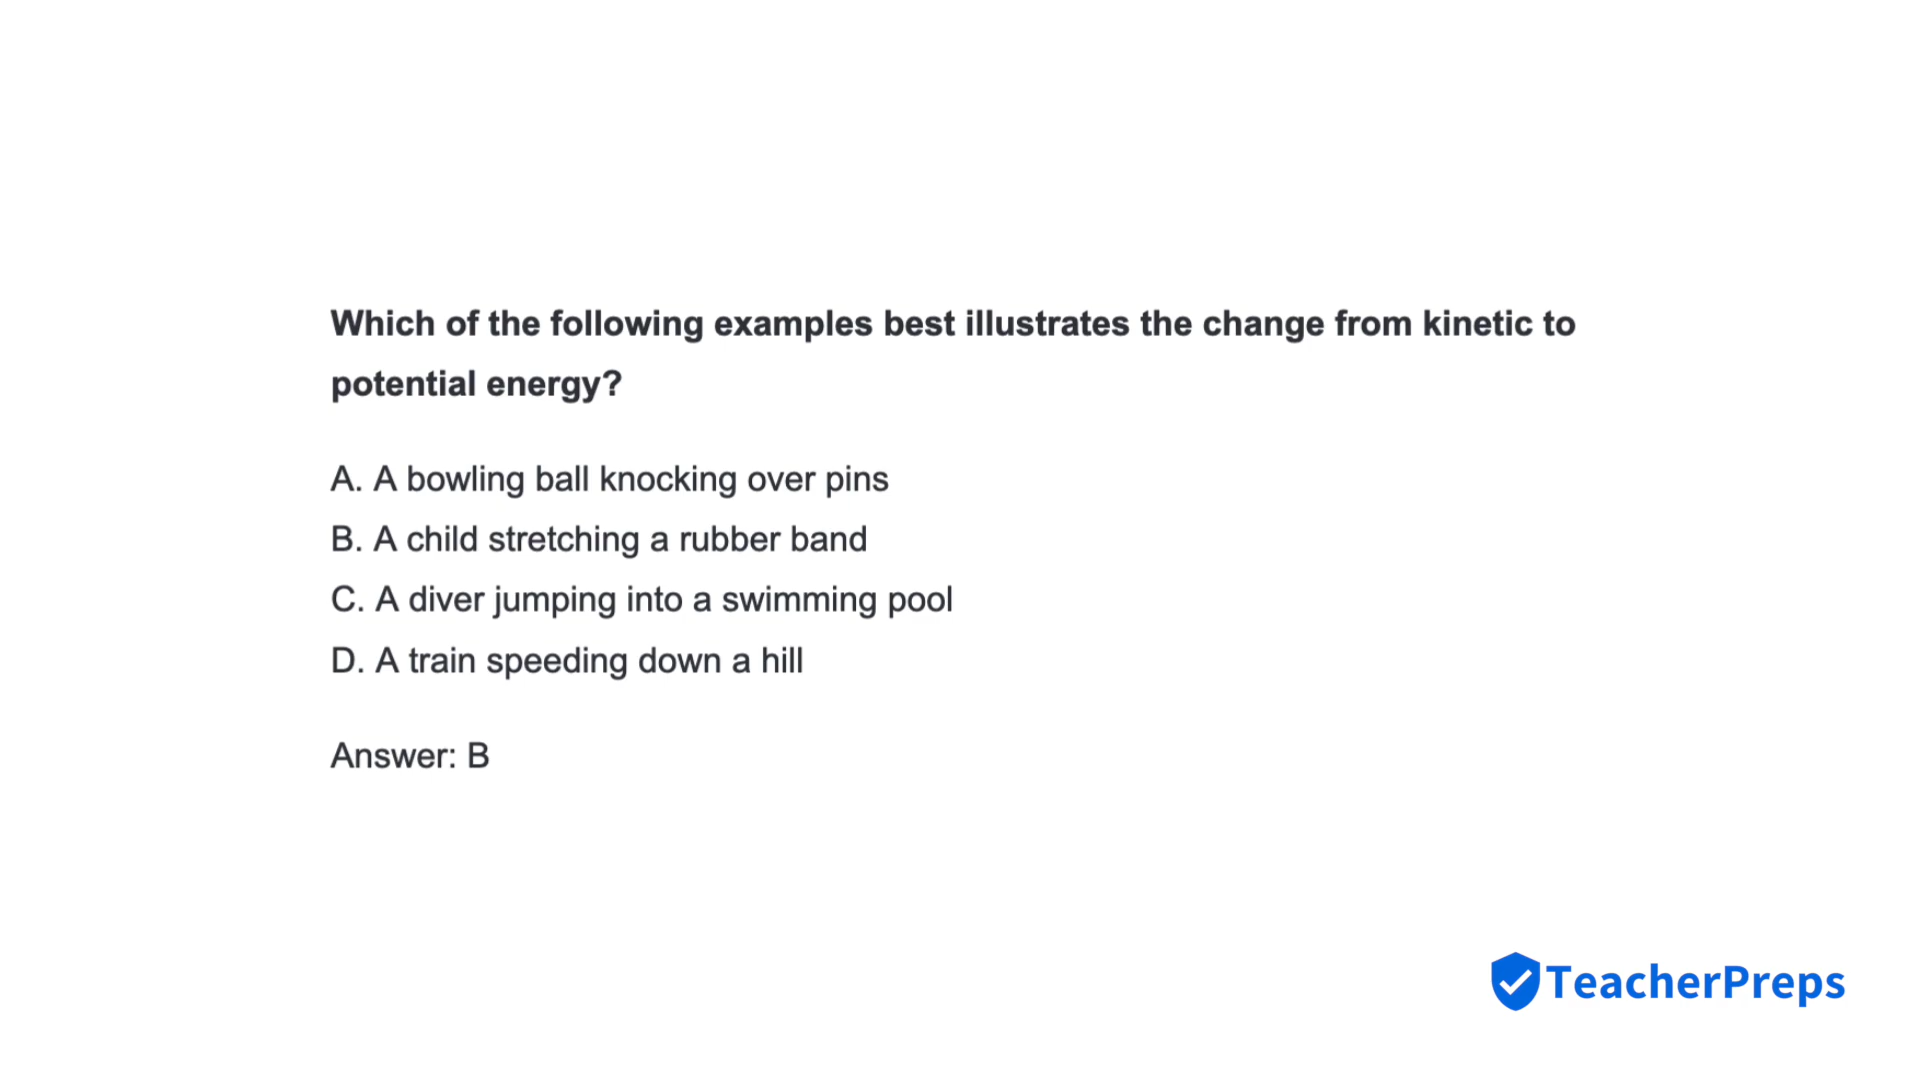 Which of the following examples best illustrates the change from kinetic to
potential energy?
A. A bowling ball knocking over pins
B. A child stretching a rubber band
C. A diver jumping into a swimming pool
D. A train speeding down a hill
Answer: B
TeacherPreps